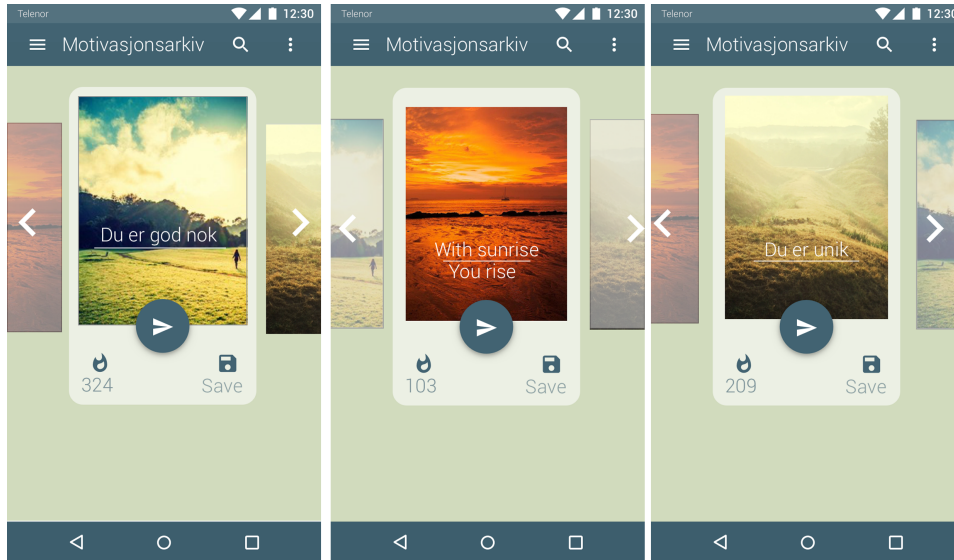 Telenor 12:30
Motivasjonsarkiv
Du er god nok
324 Save
Telenor 12:30
Motivasjonsarkiv
With sunrise
You rise
103 Save
Telenor 12:30
Motivasjonsarkiv
Du er unik
209 Save